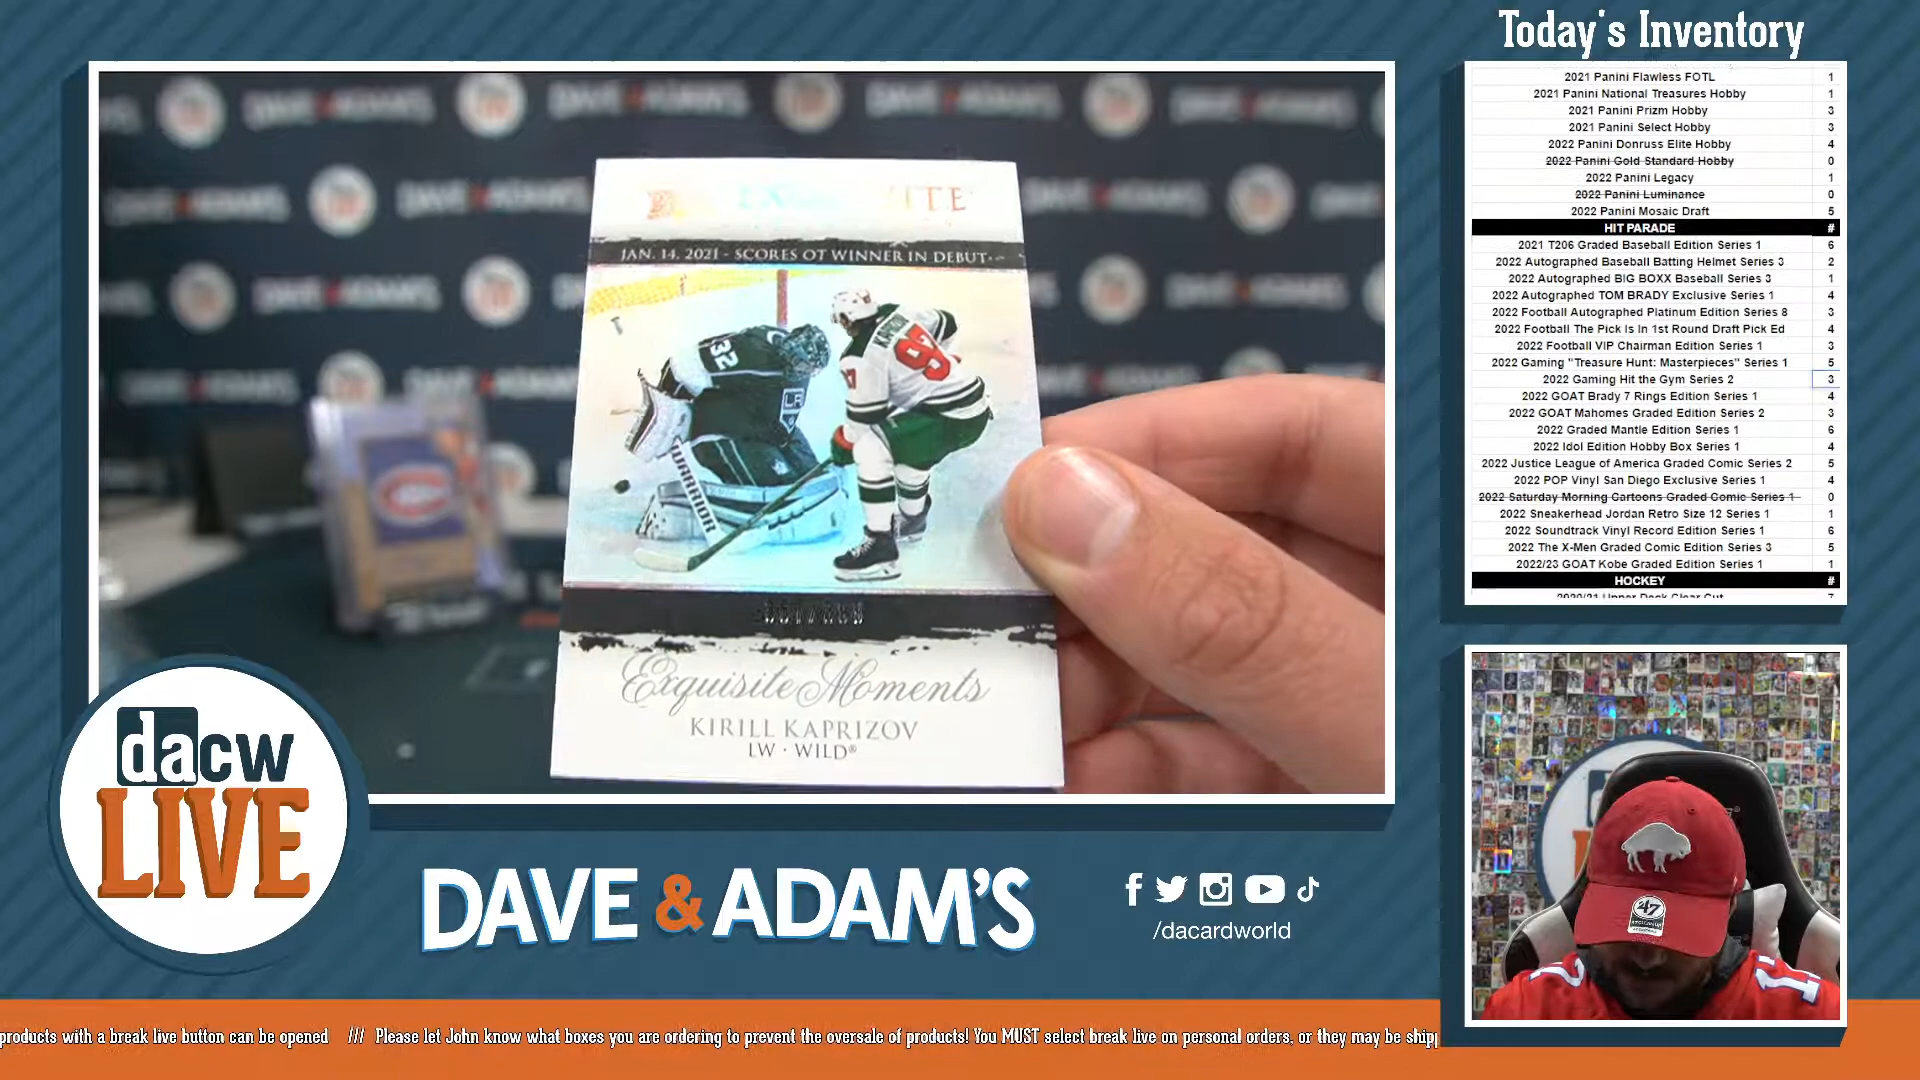 Today's Inventory
2021 Panini Flawless FOTL 1
2021 Panini National Treasures Hobby 1
2021 Panini Prizm Hobby 3
2021 Panini Select Hobby 3
2022 Panini Donruss Elite Hobby 4
2022 Panini Gold Standard Hobby 0
2022 Panini Legacy 1
2022 Panini Luminance 0
2022 Panini Mosaic Draft 5
HIT PARADE #
2021 T206 Graded Baseball Edition Series 1 6
2022 Autographed Baseball Batting Helmet Series 3 2
2022 Autographed BIG BOXX Baseball Series 3 1
2022 Autographed TOM BRADY Exclusive Series 1 4
2022 Football Autographed Platinum Edition Series 8 3
2022 Football The Pick Is In 1st Round Draft Pick Ed 4
2022 Football VIP Chairman Edition Series 1 3
2022 Gaming "Treasure Hunt: Masterpieces" Series 1 5
2022 Gaming Hit the Gym Series 2 3
2022 GOAT Brady 7 Rings Edition Series 1 4
2022 GOAT Mahomes Graded Edition Series 2 3
2022 Graded Mantle Edition Series 1 6
2022 Idol Edition Hobby Box Series 1 4
2022 Justice League of America Graded Comic Series 2 5
2022 POP Vinyl San Diego Exclusive Series 1 4
2022 Saturday Morning Cartoons Graded Comic Series 1 0
2022 Sneakerhead Jordan Retro Size 12 Series 1 1
2022 Soundtrack Vinyl Record Edition Series 1 6
2022 The X-Men Graded Comic Edition Series 3 5
2022/23 GOAT Kobe Graded Edition Series 1 1
HOCKEY #
2020/21 Upper Deck Clear Cut 7
JAN. 14, 2021 - SCORES OT WINNER IN DEBUT
32
LA
KAPRIZOV
97
97
WARRIOR
Exquisite Moments
KIRILL KAPRIZOV
LW · WILD®
dacw
LIVE
DAVE & ADAM'S
/dacardworld
47
17
products with a break live button can be opened /// Please let John know what boxes you are ordering to prevent the oversale of products! You MUST select break live on personal orders, or they may be shipp